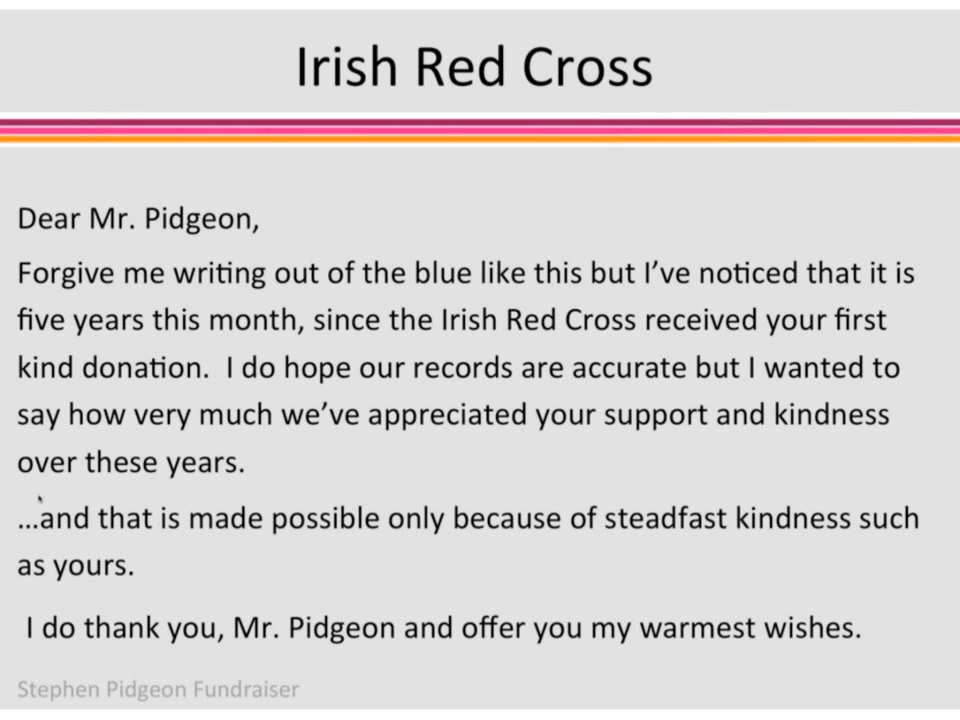 Irish Red Cross
Dear Mr. Pidgeon,
Forgive me writing out of the blue like this but I’ve noticed that it is
five years this month, since the Irish Red Cross received your first
kind donation.  I do hope our records are accurate but I wanted to
say how very much we’ve appreciated your support and kindness
over these years.
…and that is made possible only because of steadfast kindness such
as yours.
I do thank you, Mr. Pidgeon and offer you my warmest wishes.
Stephen Pidgeon Fundraiser